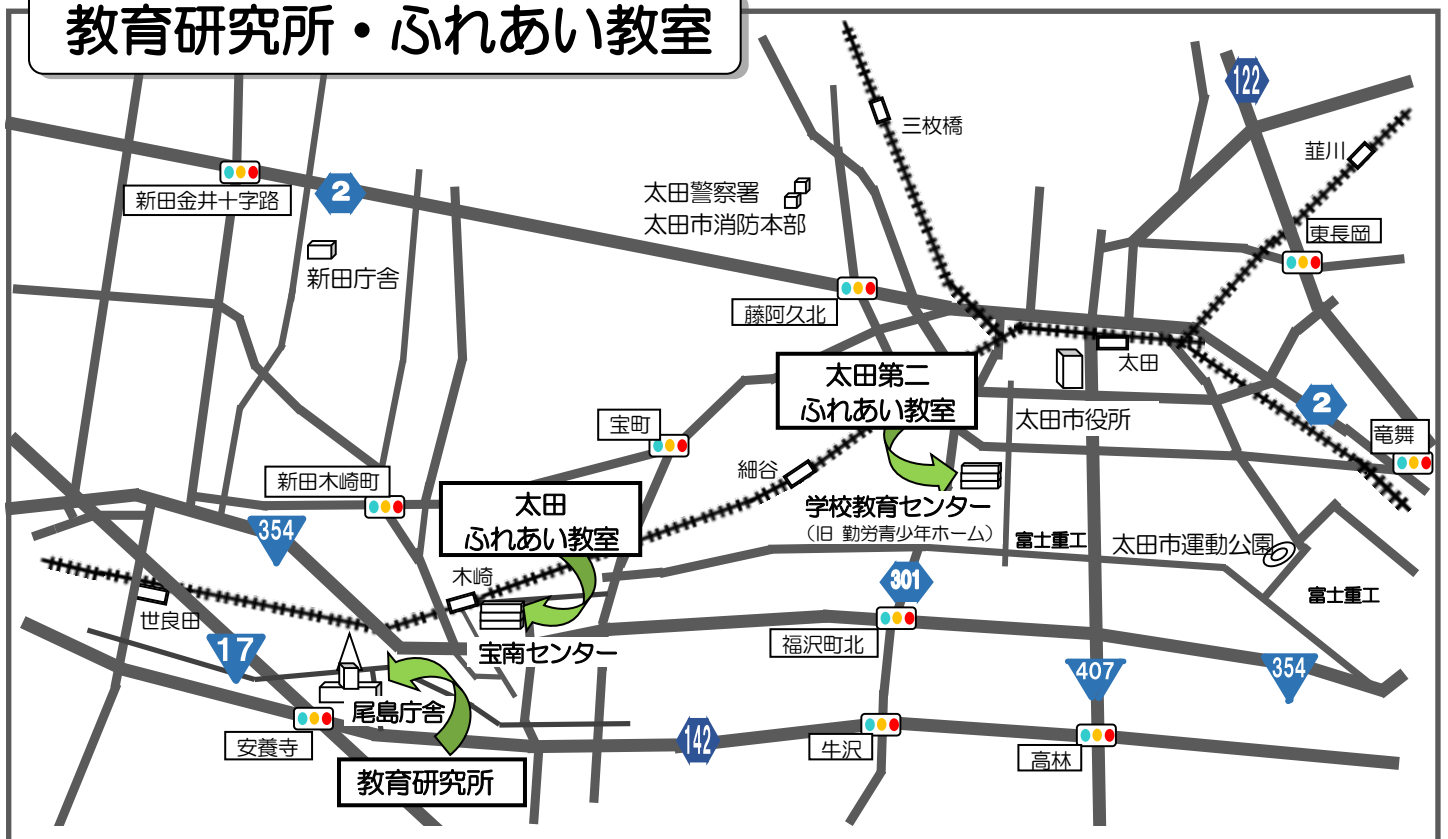 教育研究所・ふれあい教室
122
三枚橋
韮川
新田金井十字路
2
太田警察署
太田市消防本部
東長岡
新田庁舎
藤阿久北
太田
太田第二
ふれあい教室
太田市役所
2
宝町
竜舞
細谷
新田木崎町
太田
ふれあい教室
学校教育センター
（旧 勤労青少年ホーム）
354
富士重工
太田市運動公園
木崎
301
富士重工
世良田
17
宝南センター
福沢町北
407
354
尾島庁舎
安養寺
142
牛沢
高林
教育研究所